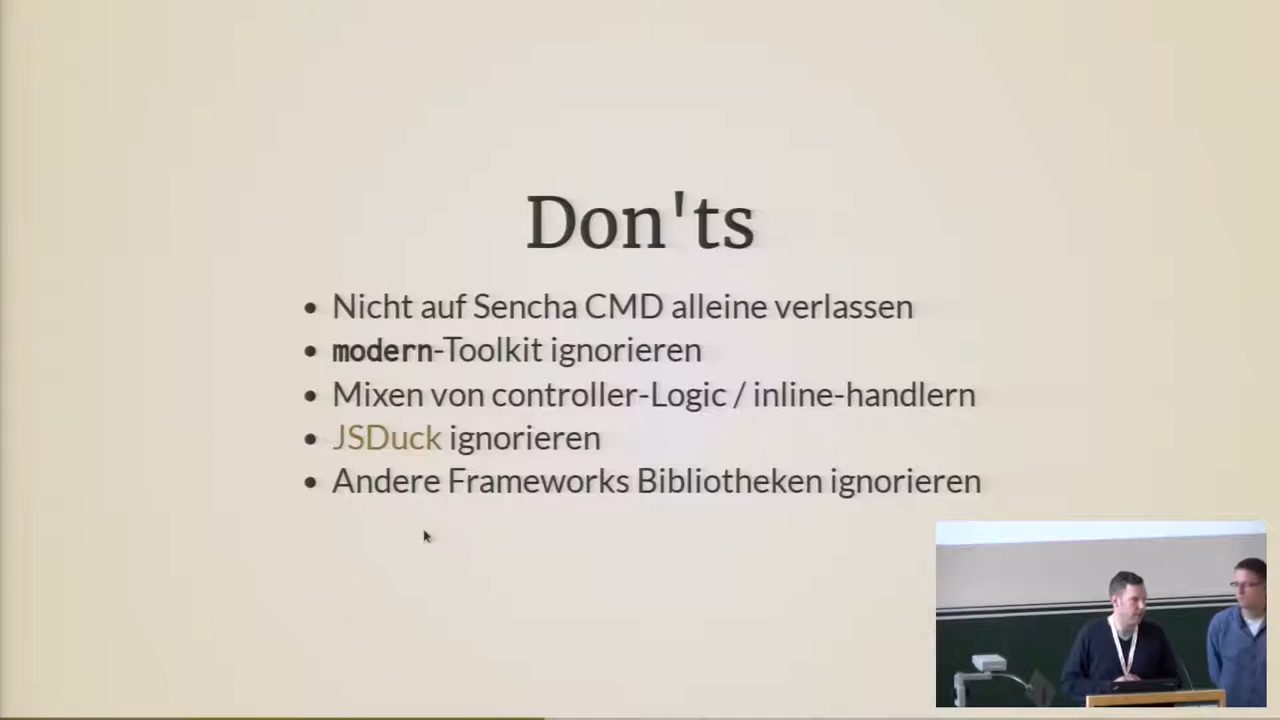 Don'ts
Nicht auf Sencha CMD alleine verlassen
modern-Toolkit ignorieren
Mixen von controller-Logic / inline-handlern
JSDuck ignorieren
Andere Frameworks Bibliotheken ignorieren